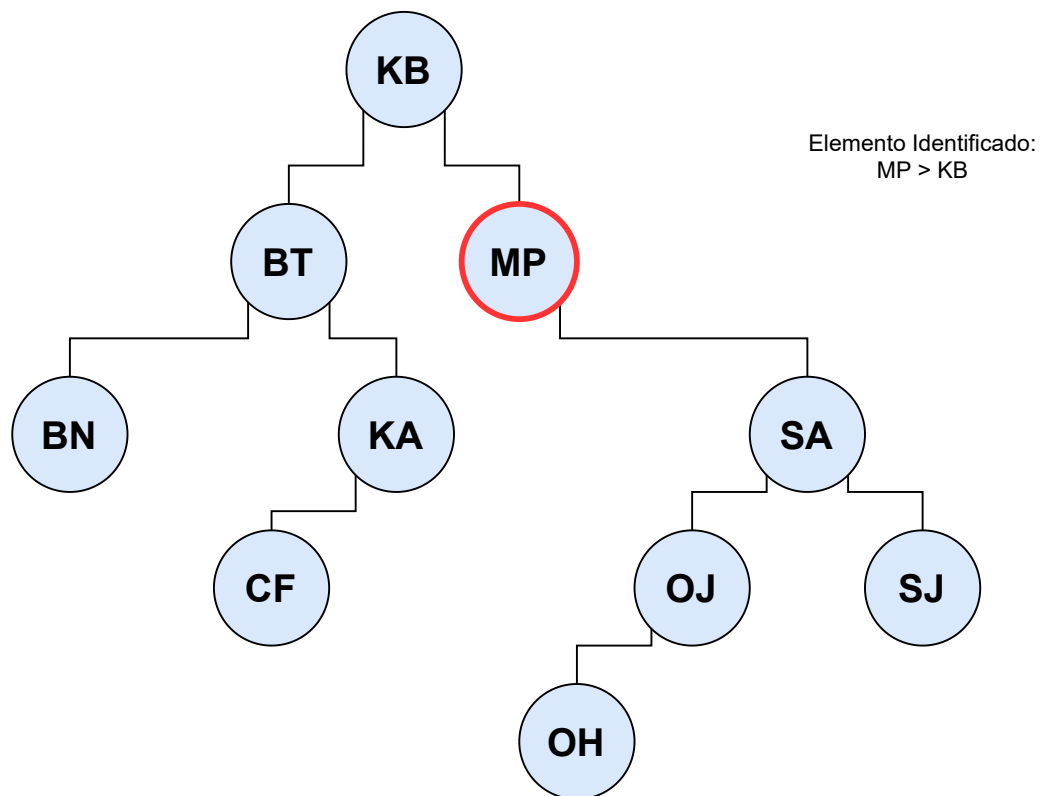 KB
Elemento Identificado:
MP > KB
BT
MP
BN
KA
SA
CF
OJ
SJ
OH